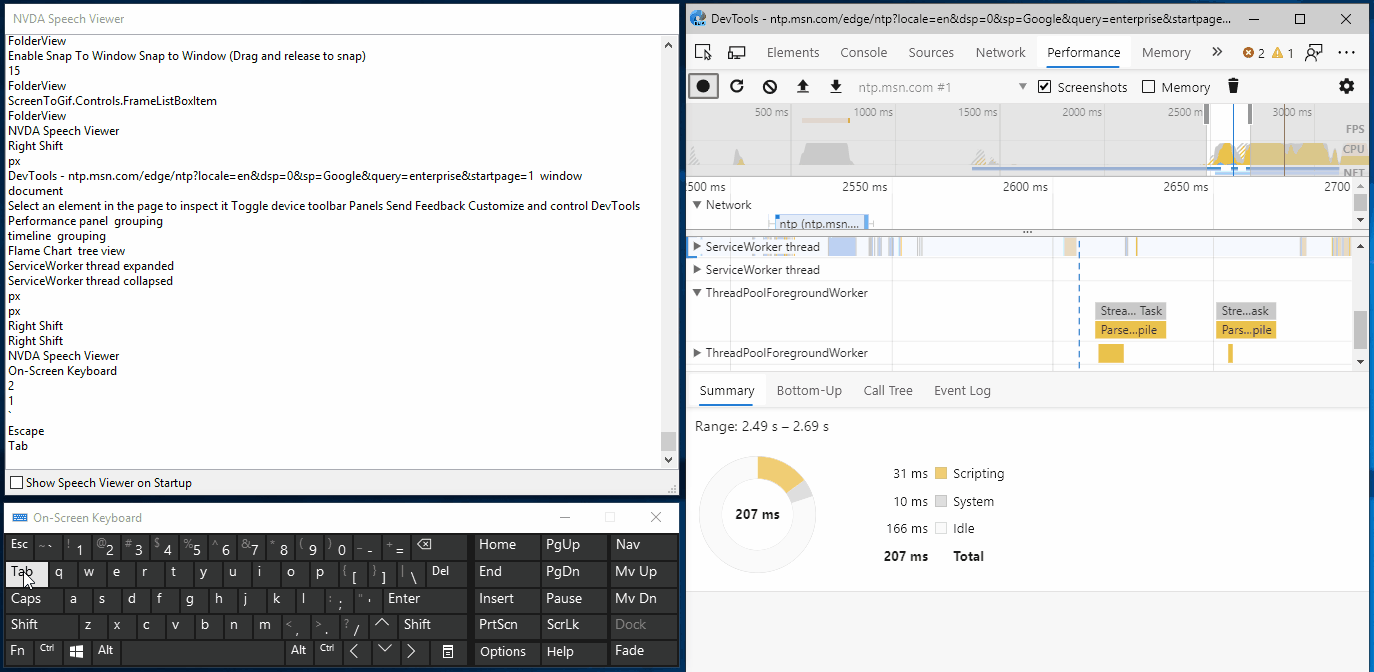 NVDA Speech Viewer
FolderView
Enable Snap To Window Snap to Window (Drag and release to snap)
15
FolderView
ScreenToGif.Controls.FrameListBoxItem
FolderView
NVDA Speech Viewer
Right Shift
px
DevTools - ntp.msn.com/edge/ntp?locale=en&dsp=0&sp=Google&query=enterprise&startpage=1  window
document
Select an element in the page to inspect it Toggle device toolbar Panels Send Feedback Customize and control DevTools
Performance panel  grouping
timeline  grouping
Flame Chart  tree view
ServiceWorker thread expanded
ServiceWorker thread collapsed
px
px
Right Shift
Right Shift
NVDA Speech Viewer
On-Screen Keyboard
2
1
`
Escape
Tab
Show Speech Viewer on Startup
On-Screen Keyboard
Esc ~ ` ! 1 @ 2 # 3 $ 4 % 5 ^ 6 & 7 * 8 ( 9 ) 0 _ - + = Home PgUp Nav
Tab q w e r t y u i o p { [ } ] | \ Del End PgDn Mv Up
Caps a s d f g h j k l : ; " ' Enter Insert Pause Mv Dn
Shift z x c v b n m < , > . ? / Shift PrtScn ScrLk Dock
Fn Ctrl Alt Alt Ctrl Options Help Fade
DevTools - ntp.msn.com/edge/ntp?locale=en&dsp=0&sp=Google&query=enterprise&startpage...
Elements Console Sources Network Performance Memory 2 1
ntp.msn.com #1 Screenshots Memory
500 ms 1000 ms 1500 ms 2000 ms 2500 m 3000 ms
FPS
CPU
NET
500 ms 2550 ms 2600 ms 2650 ms 2700
Network
ntp (ntp.msn....
ServiceWorker thread
ServiceWorker thread
ThreadPoolForegroundWorker
Strea... Task Stre...ask
Parse...pile Pars...pile
ThreadPoolForegroundWorker
Summary Bottom-Up Call Tree Event Log
Range: 2.49 s – 2.69 s
207 ms
31 ms Scripting
10 ms System
166 ms Idle
207 ms Total